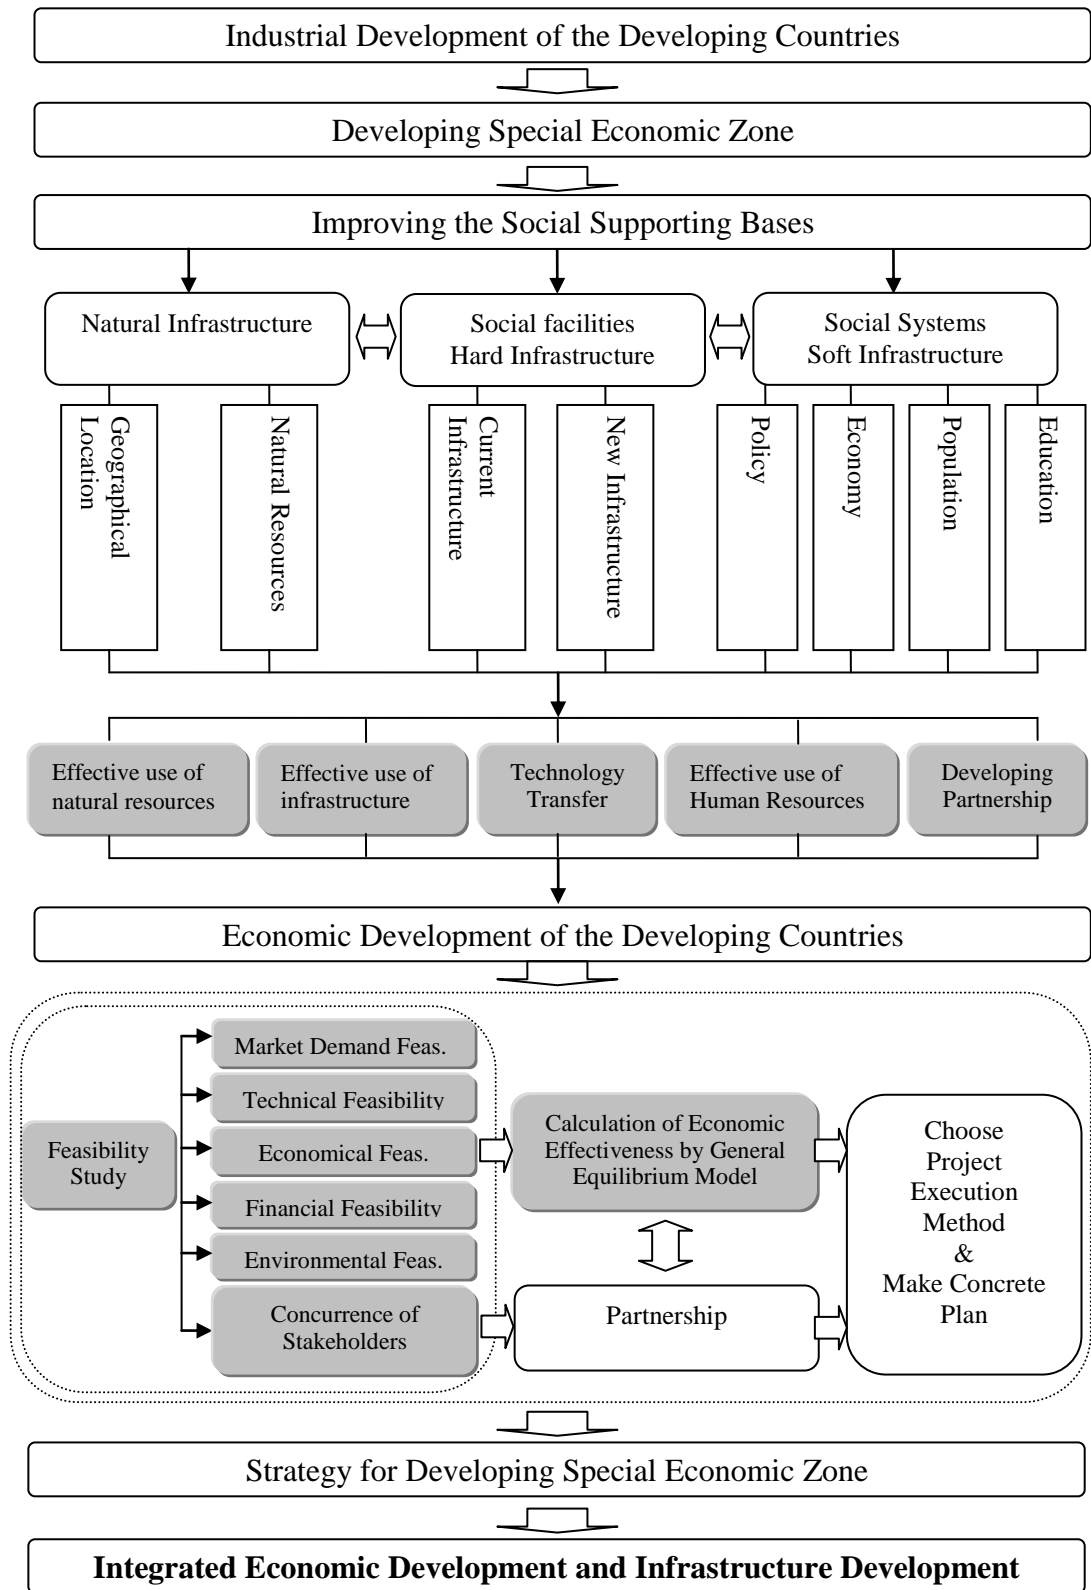 Industrial Development of the Developing Countries
Developing Special Economic Zone
Improving the Social Supporting Bases
Natural Infrastructure
Social facilities
Hard Infrastructure
Social Systems
Soft Infrastructure
Geographical
Location
Natural Resources
Current
Infrastructure
New Infrastructure
Policy
Economy
Population
Education
Effective use of
natural resources
Effective use of
infrastructure
Technology
Transfer
Effective use of
Human Resources
Developing
Partnership
Economic Development of the Developing Countries
Feasibility
Study
Market Demand Feas.
Technical Feasibility
Economical Feas.
Financial Feasibility
Environmental Feas.
Concurrence of
Stakeholders
Calculation of Economic
Effectiveness by General
Equilibrium Model
Partnership
Choose
Project
Execution
Method
&
Make Concrete
Plan
Strategy for Developing Special Economic Zone
Integrated Economic Development and Infrastructure Development